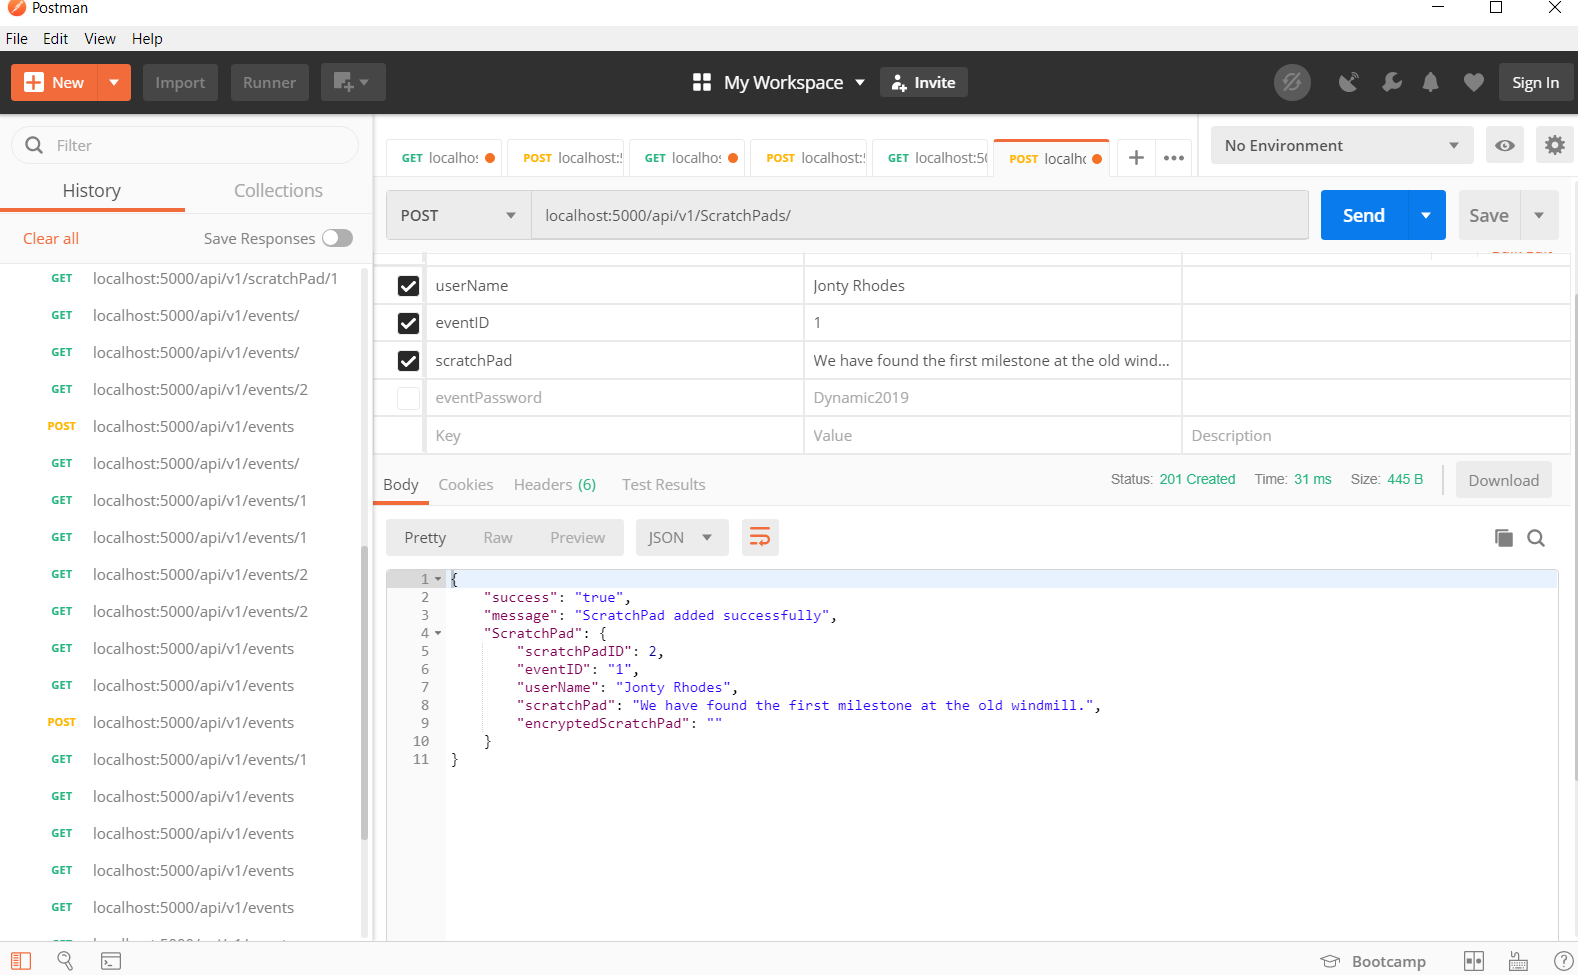 Postman
File Edit View Help
New Import Runner My Workspace Invite Sign In
Filter
History Collections
Clear all Save Responses
GET localhost:5000/api/v1/scratchPad/1
GET localhost:5000/api/v1/events/
GET localhost:5000/api/v1/events/
GET localhost:5000/api/v1/events/2
POST localhost:5000/api/v1/events
GET localhost:5000/api/v1/events/
GET localhost:5000/api/v1/events/1
GET localhost:5000/api/v1/events/1
GET localhost:5000/api/v1/events/2
GET localhost:5000/api/v1/events/2
GET localhost:5000/api/v1/events
GET localhost:5000/api/v1/events
POST localhost:5000/api/v1/events
GET localhost:5000/api/v1/events/1
GET localhost:5000/api/v1/events
GET localhost:5000/api/v1/events
GET localhost:5000/api/v1/events
GET localhost:5000/api/v1/events
GET localhos POST localhost: GET localhos POST localhost: GET localhost:50 POST localho
No Environment
POST localhost:5000/api/v1/ScratchPads/ Send Save
userName Jonty Rhodes
eventID 1
scratchPad We have found the first milestone at the old wind...
eventPassword Dynamic2019
Key Value Description
Body Cookies Headers (6) Test Results Status: 201 Created Time: 31 ms Size: 445 B Download
Pretty Raw Preview JSON
1 {
2 "success": "true",
3 "message": "ScratchPad added successfully",
4 "ScratchPad": {
5 "scratchPadID": 2,
6 "eventID": "1",
7 "userName": "Jonty Rhodes",
8 "scratchPad": "We have found the first milestone at the old windmill.",
9 "encryptedScratchPad": ""
10 }
11 }
Bootcamp